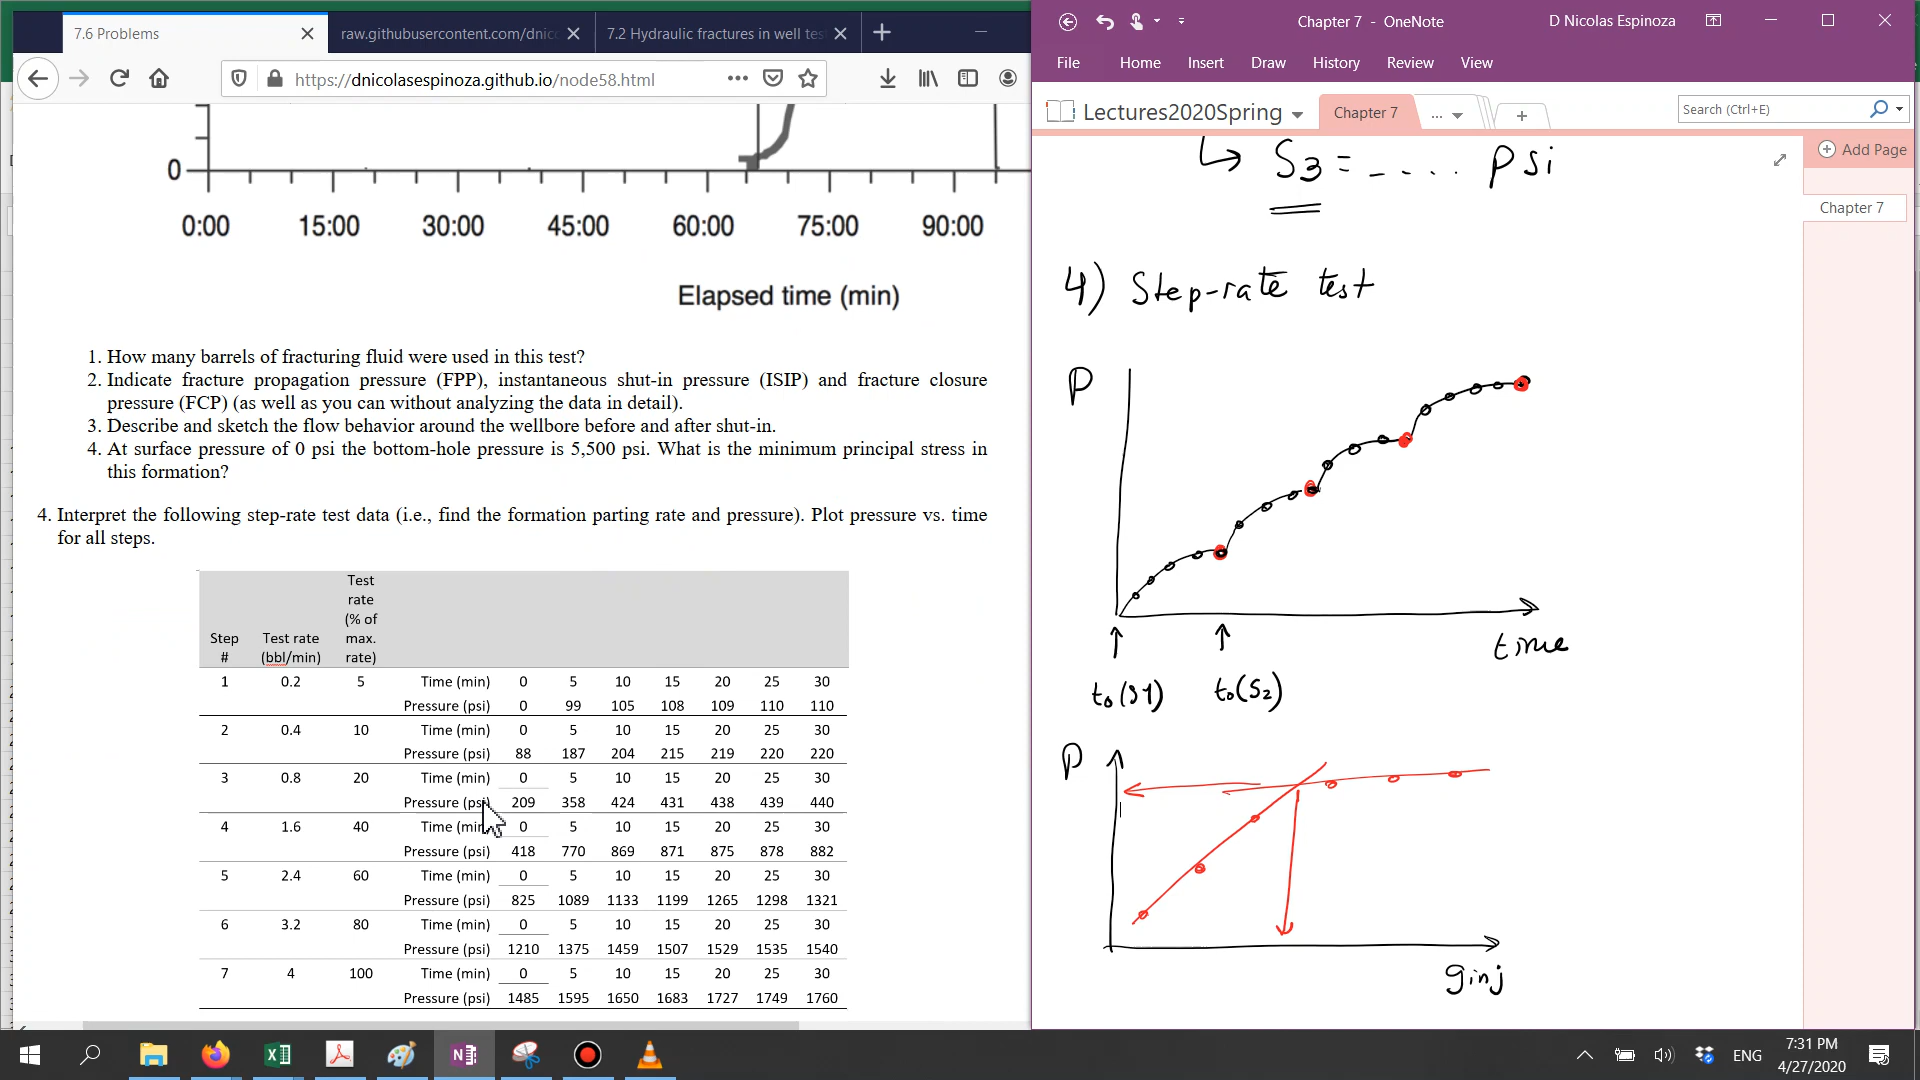 7.6 Problems
raw.githubusercontent.com/dnic
7.2 Hydraulic fractures in well tes
https://dnicolasespinoza.github.io/node58.html
0
0:00 15:00 30:00 45:00 60:00 75:00 90:00
Elapsed time (min)
1. How many barrels of fracturing fluid were used in this test?
2. Indicate fracture propagation pressure (FPP), instantaneous shut-in pressure (ISIP) and fracture closure
pressure (FCP) (as well as you can without analyzing the data in detail).
3. Describe and sketch the flow behavior around the wellbore before and after shut-in.
4. At surface pressure of 0 psi the bottom-hole pressure is 5,500 psi. What is the minimum principal stress in
this formation?
4. Interpret the following step-rate test data (i.e., find the formation parting rate and pressure). Plot pressure vs. time
for all steps.
Test
rate
(% of
Step Test rate max.
# (bbl/min) rate)
1 0.2 5 Time (min) 0 5 10 15 20 25 30
Pressure (psi) 0 99 105 108 109 110 110
2 0.4 10 Time (min) 0 5 10 15 20 25 30
Pressure (psi) 88 187 204 215 219 220 220
3 0.8 20 Time (min) 0 5 10 15 20 25 30
Pressure (psi) 209 358 424 431 438 439 440
4 1.6 40 Time (min) 0 5 10 15 20 25 30
Pressure (psi) 418 770 869 871 875 878 882
5 2.4 60 Time (min) 0 5 10 15 20 25 30
Pressure (psi) 825 1089 1133 1199 1265 1298 1321
6 3.2 80 Time (min) 0 5 10 15 20 25 30
Pressure (psi) 1210 1375 1459 1507 1529 1535 1540
7 4 100 Time (min) 0 5 10 15 20 25 30
Pressure (psi) 1485 1595 1650 1683 1727 1749 1760
Chapter 7 - OneNote
D Nicolas Espinoza
File Home Insert Draw History Review View
Lectures2020Spring
Chapter 7
...
Search (Ctrl+E)
Add Page
Chapter 7
S3 = - . . . . psi
4) Step-rate test
P
time
to(S1) to(S2)
P
qinj
ENG
7:31 PM
4/27/2020